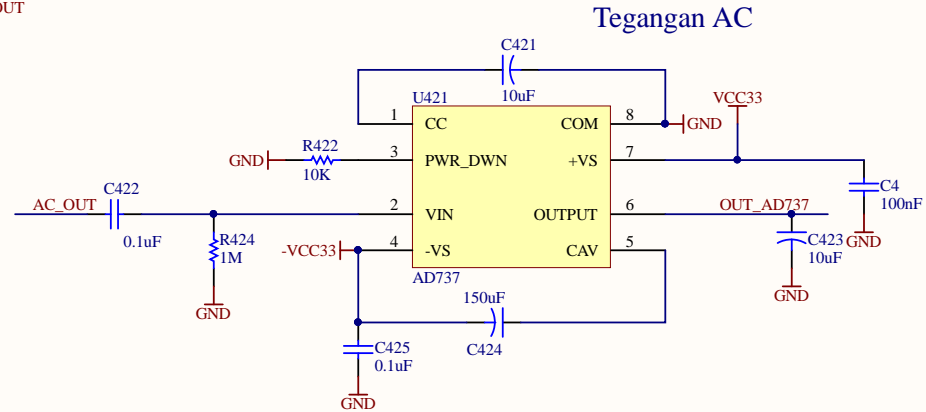 OUT
Tegangan AC
C421
10uF
U421
VCC33
1
CC
COM
8
GND
R422
GND
10K
3
PWR_DWN
+VS
7
C4
100nF
GND
C422
AC_OUT
0.1uF
2
VIN
OUTPUT
6
OUT_AD737
R424
1M
GND
C423
10uF
GND
-VCC33
4
-VS
CAV
5
AD737
150uF
C424
C425
0.1uF
GND